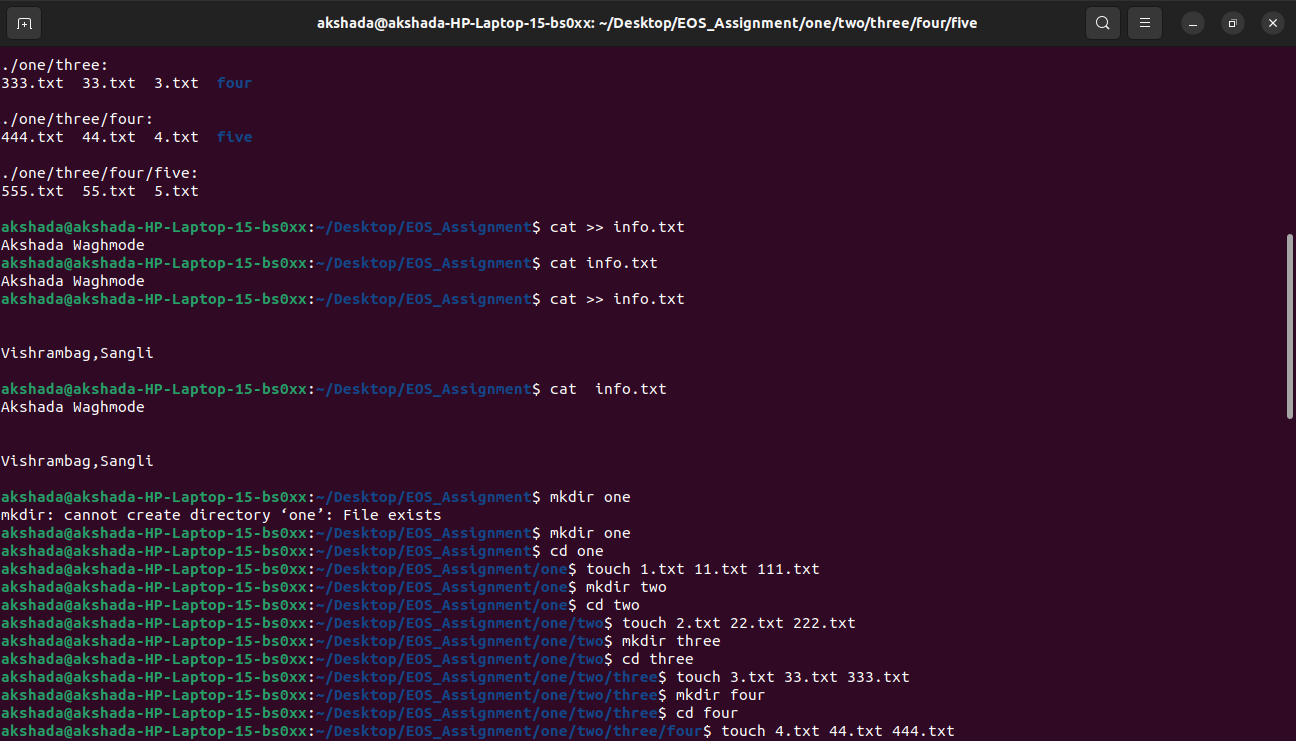 akshada@akshada-HP-Laptop-15-bs0xx: ~/Desktop/EOS_Assignment/one/two/three/four/five
./one/three:
333.txt  33.txt  3.txt  four
./one/three/four:
444.txt  44.txt  4.txt  five
./one/three/four/five:
555.txt  55.txt  5.txt
akshada@akshada-HP-Laptop-15-bs0xx:~/Desktop/EOS_Assignment$ cat >> info.txt
Akshada Waghmode
akshada@akshada-HP-Laptop-15-bs0xx:~/Desktop/EOS_Assignment$ cat info.txt
Akshada Waghmode
akshada@akshada-HP-Laptop-15-bs0xx:~/Desktop/EOS_Assignment$ cat >> info.txt
Vishrambag,Sangli
akshada@akshada-HP-Laptop-15-bs0xx:~/Desktop/EOS_Assignment$ cat  info.txt
Akshada Waghmode
Vishrambag,Sangli
akshada@akshada-HP-Laptop-15-bs0xx:~/Desktop/EOS_Assignment$ mkdir one
mkdir: cannot create directory ‘one’: File exists
akshada@akshada-HP-Laptop-15-bs0xx:~/Desktop/EOS_Assignment$ mkdir one
akshada@akshada-HP-Laptop-15-bs0xx:~/Desktop/EOS_Assignment$ cd one
akshada@akshada-HP-Laptop-15-bs0xx:~/Desktop/EOS_Assignment/one$ touch 1.txt 11.txt 111.txt
akshada@akshada-HP-Laptop-15-bs0xx:~/Desktop/EOS_Assignment/one$ mkdir two
akshada@akshada-HP-Laptop-15-bs0xx:~/Desktop/EOS_Assignment/one$ cd two
akshada@akshada-HP-Laptop-15-bs0xx:~/Desktop/EOS_Assignment/one/two$ touch 2.txt 22.txt 222.txt
akshada@akshada-HP-Laptop-15-bs0xx:~/Desktop/EOS_Assignment/one/two$ mkdir three
akshada@akshada-HP-Laptop-15-bs0xx:~/Desktop/EOS_Assignment/one/two$ cd three
akshada@akshada-HP-Laptop-15-bs0xx:~/Desktop/EOS_Assignment/one/two/three$ touch 3.txt 33.txt 333.txt
akshada@akshada-HP-Laptop-15-bs0xx:~/Desktop/EOS_Assignment/one/two/three$ mkdir four
akshada@akshada-HP-Laptop-15-bs0xx:~/Desktop/EOS_Assignment/one/two/three$ cd four
akshada@akshada-HP-Laptop-15-bs0xx:~/Desktop/EOS_Assignment/one/two/three/four$ touch 4.txt 44.txt 444.txt